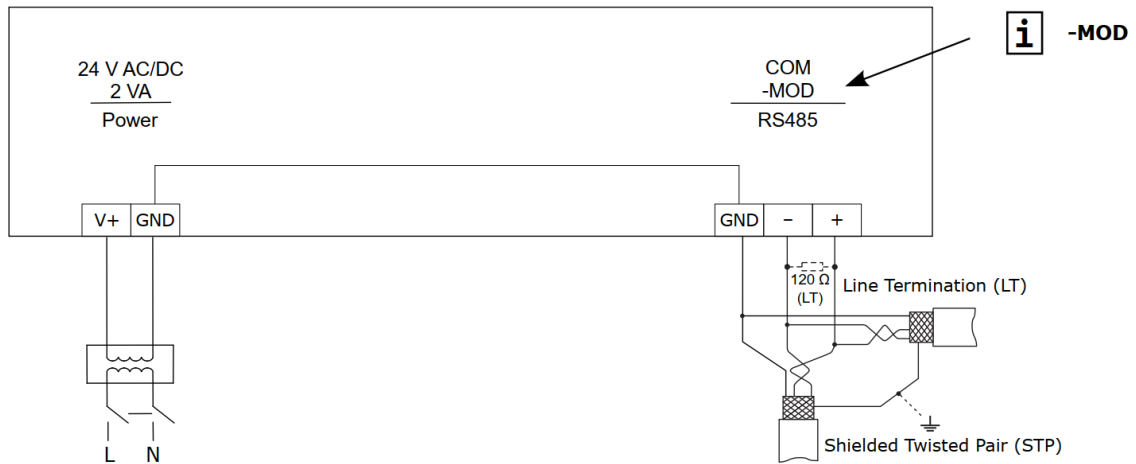 i -MOD
24 V AC/DC
2 VA
Power
COM
-MOD
RS485
V+ GND
GND - +
120 Ω
(LT)
Line Termination (LT)
Shielded Twisted Pair (STP)
L N